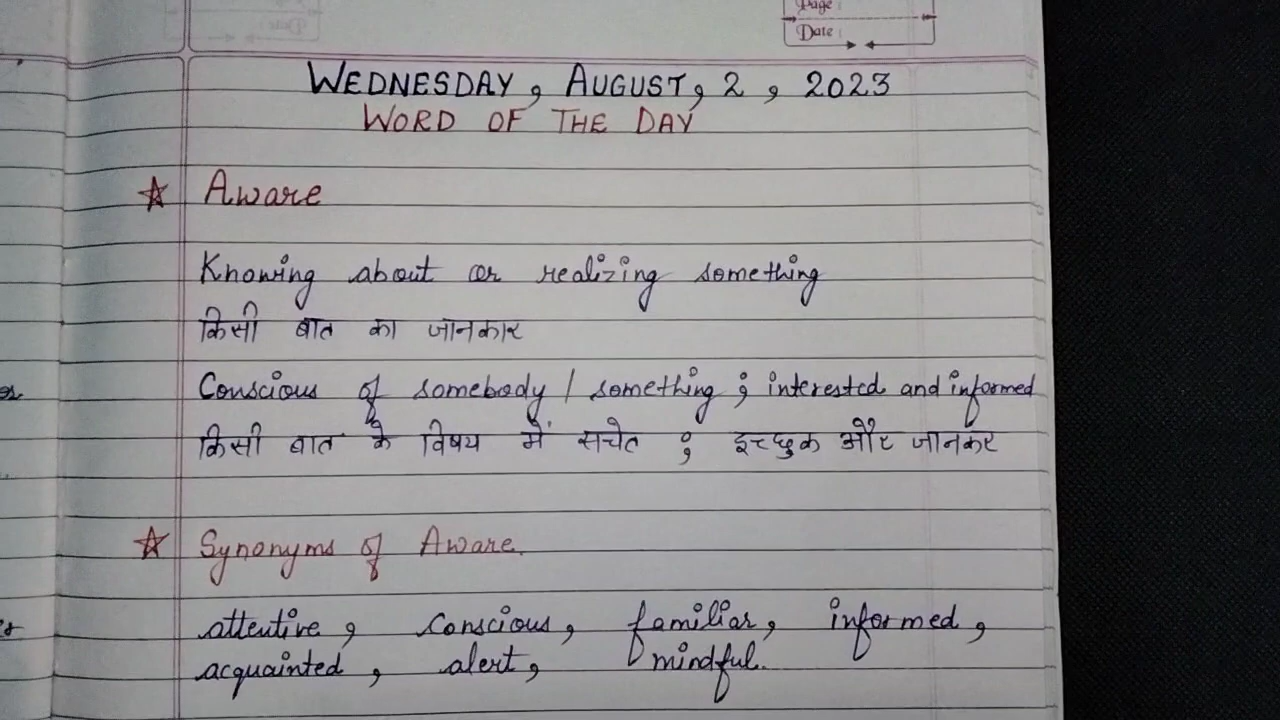 Page :
Date :
WEDNESDAY, AUGUST, 2, 2023
WORD OF THE DAY
☆ Aware
Knowing about or realizing something
किसी बात का जानकार
Conscious of somebody / something ; interested and informed
किसी बात के विषय में सचेत ; इच्छुक और जानकर
☆ Synonyms of Aware.
attentive, conscious, familiar, informed,
acquainted, alert, mindful.